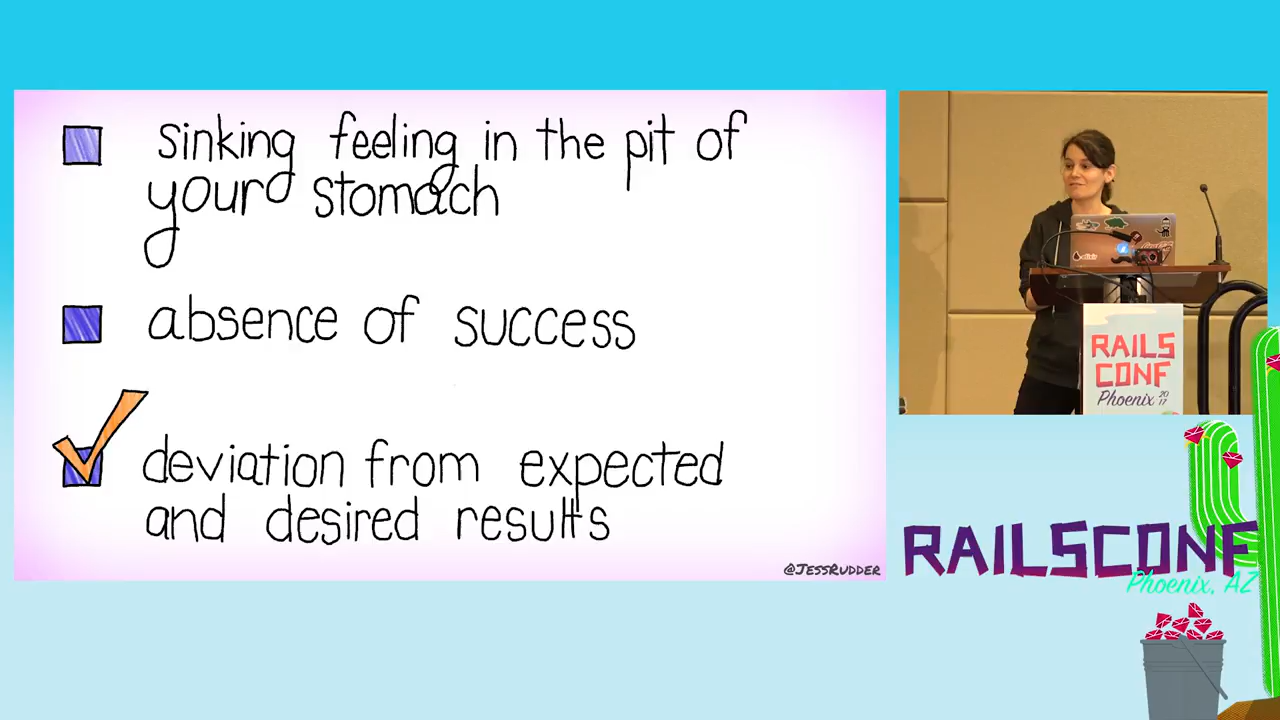 sinking feeling in the pit of
your stomach
absence of success
deviation from expected
and desired results
@JessRudder
RAILS
CONF
Phoenix 2017
RAILSCONF
Phoenix, AZ